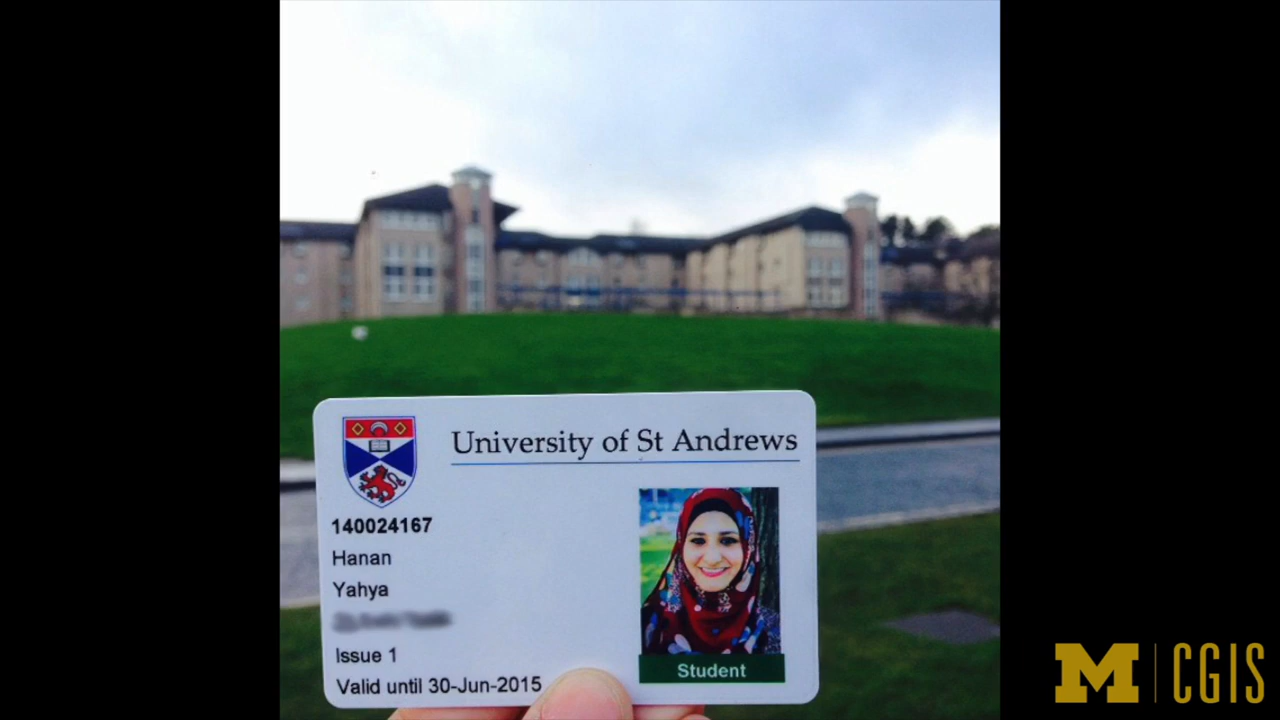 University of St Andrews
140024167
Hanan
Yahya
Issue 1
Valid until 30-Jun-2015
Student
M CGIS